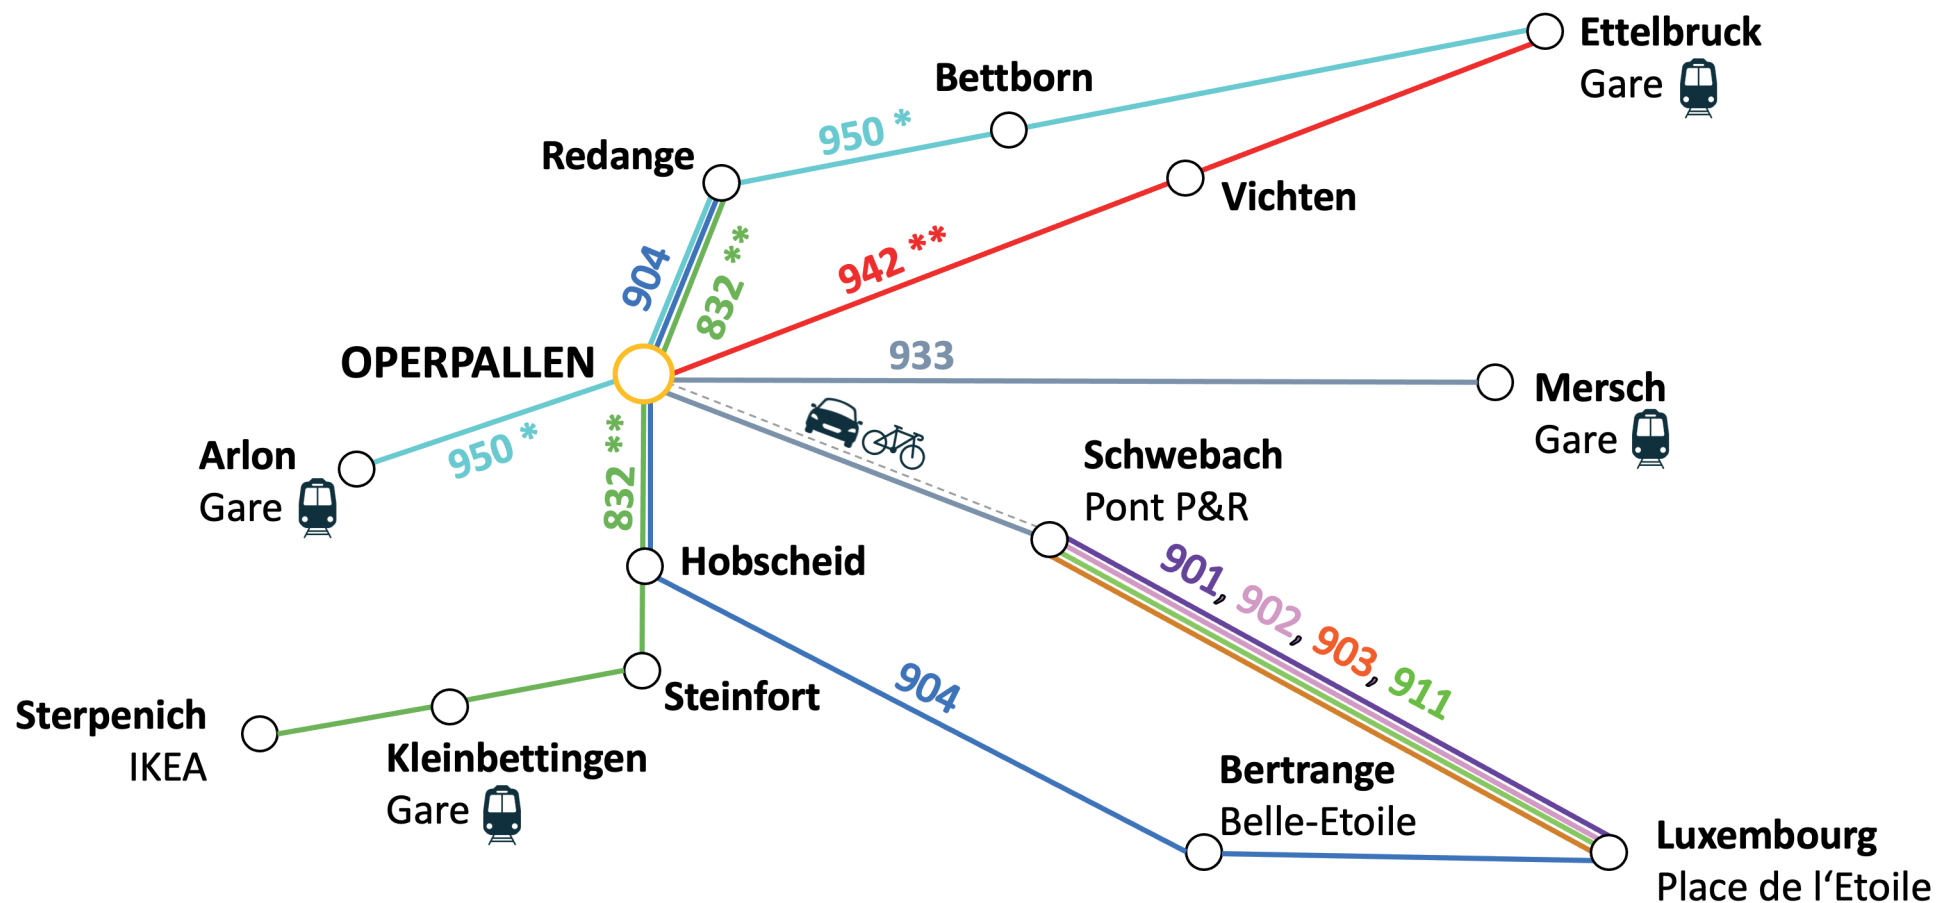 Ettelbruck
Gare
Bettborn
950 *
Redange
Vichten
904
832 **
942 **
OPERPALLEN
933
Mersch
Gare
Arlon
Gare
950 *
832 **
Schwebach
Pont P&R
Hobscheid
901, 902, 903, 911
904
Steinfort
Sterpenich
IKEA
Kleinbettingen
Gare
Bertrange
Belle-Etoile
Luxembourg
Place de l‘Etoile